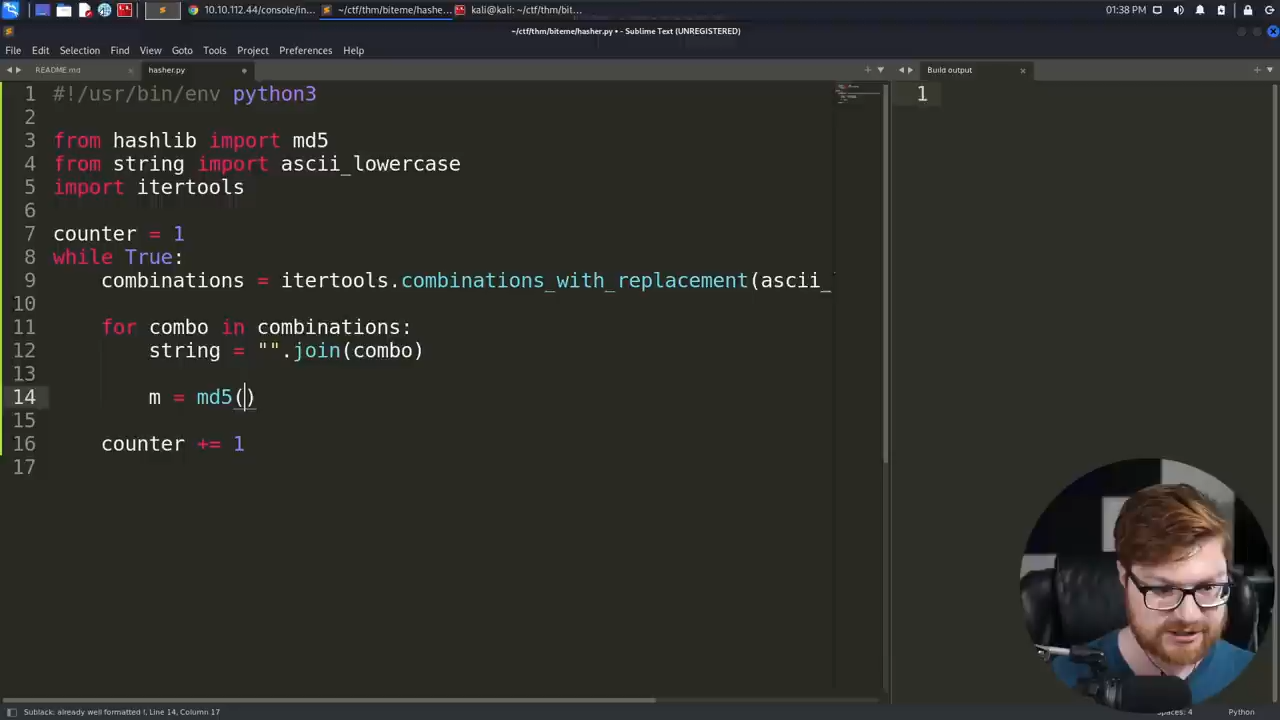 10.10.112.44/console/in...
~/ctf/thm/biteme/hashe...
kali@kali: ~/ctf/thm/bit...
01:38 PM
~/ctf/thm/biteme/hasher.py • - Sublime Text (UNREGISTERED)
File Edit Selection Find View Goto Tools Project Preferences Help
README.md hasher.py Build output
1 #!/usr/bin/env python3
2
3 from hashlib import md5
4 from string import ascii_lowercase
5 import itertools
6
7 counter = 1
8 while True:
9 combinations = itertools.combinations_with_replacement(ascii_
10
11 for combo in combinations:
12 string = "".join(combo)
13
14 m = md5()
15
16 counter += 1
17
1
Sublack: already well formatted !, Line 14, Column 17
Spaces: 4 Python